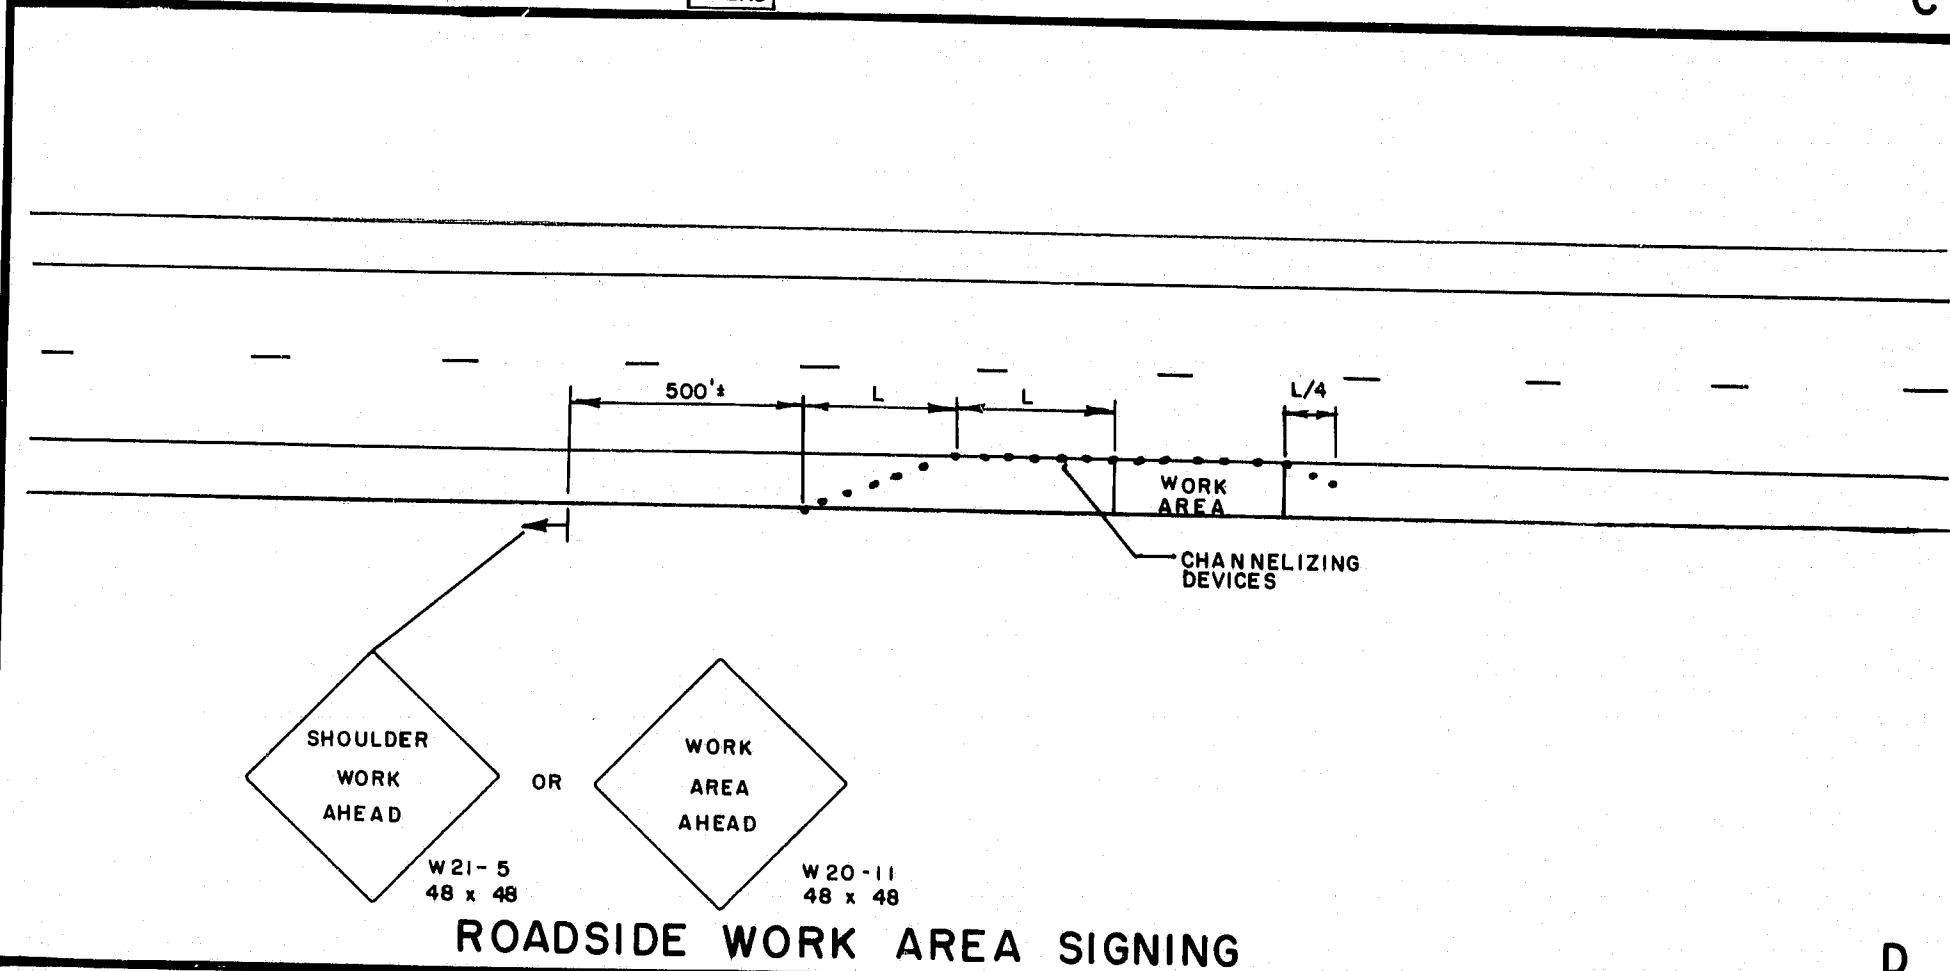 C
500'±
L
L
L/4
WORK
AREA
CHANNELIZING
DEVICES
SHOULDER
WORK
AHEAD
W21-5
48 x 48
OR
WORK
AREA
AHEAD
W20-11
48 x 48
ROADSIDE WORK AREA SIGNING
D